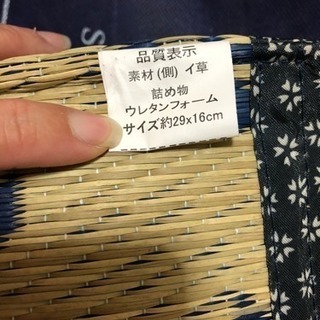 品質表示
素材(側) イ草
詰め物
ウレタンフォーム
サイズ約29x16cm